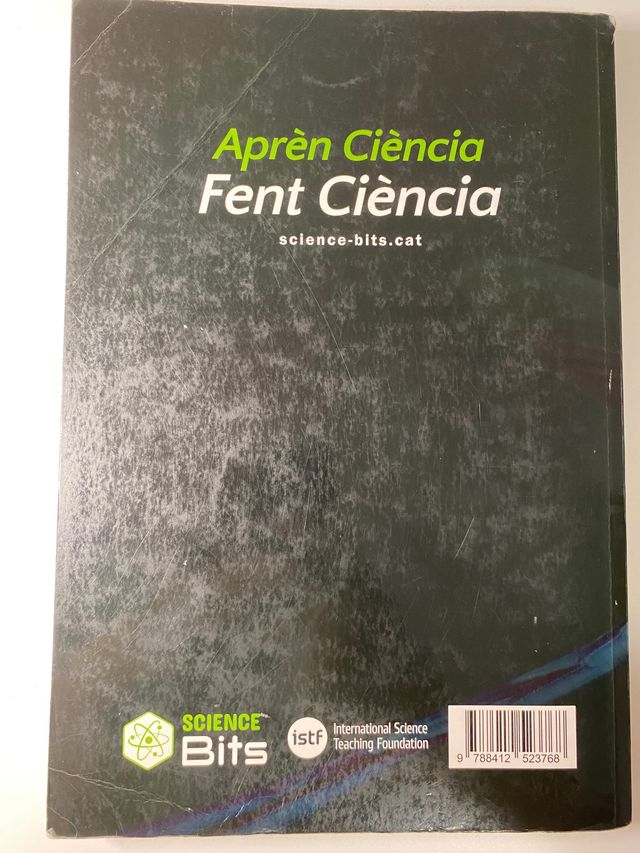 Aprèn Ciència
Fent Ciència
science-bits.cat
SCIENCE
Bits
istf
International Science
Teaching Foundation
9 788412 523768